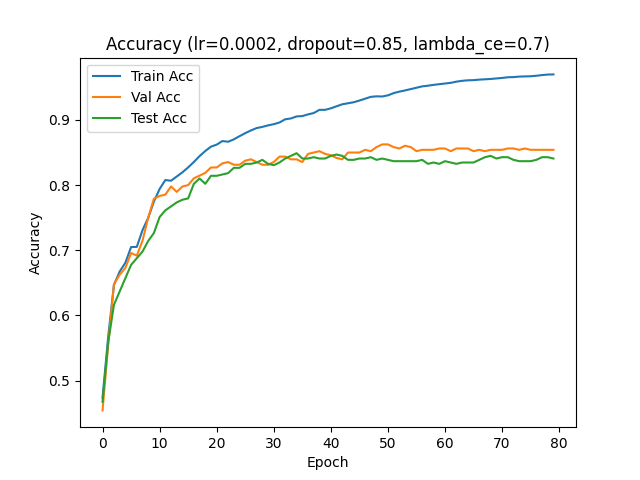 Accuracy (lr=0.0002, dropout=0.85, lambda_ce=0.7)
Train Acc
Val Acc
Test Acc
0.9
0.8
0.7
0.6
0.5
Accuracy
0 10 20 30 40 50 60 70 80
Epoch